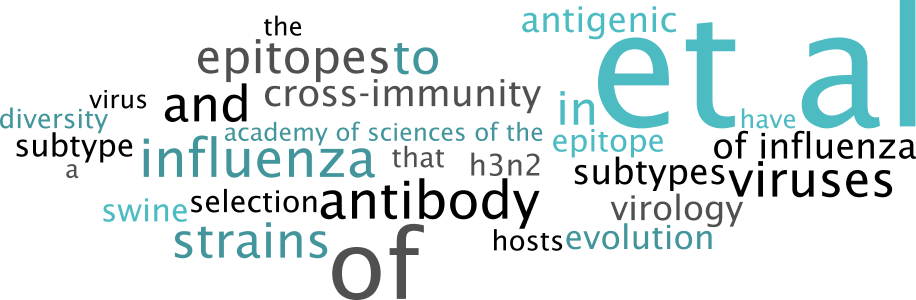 the
antigenic
et al
epitopes to
cross-immunity
virus
and
in
have
diversity
academy of sciences of the
epitope
of influenza
subtype
influenza
that
h3n2
subtypes
viruses
a
swine
selection
antibody
virology
strains
of
hosts
evolution